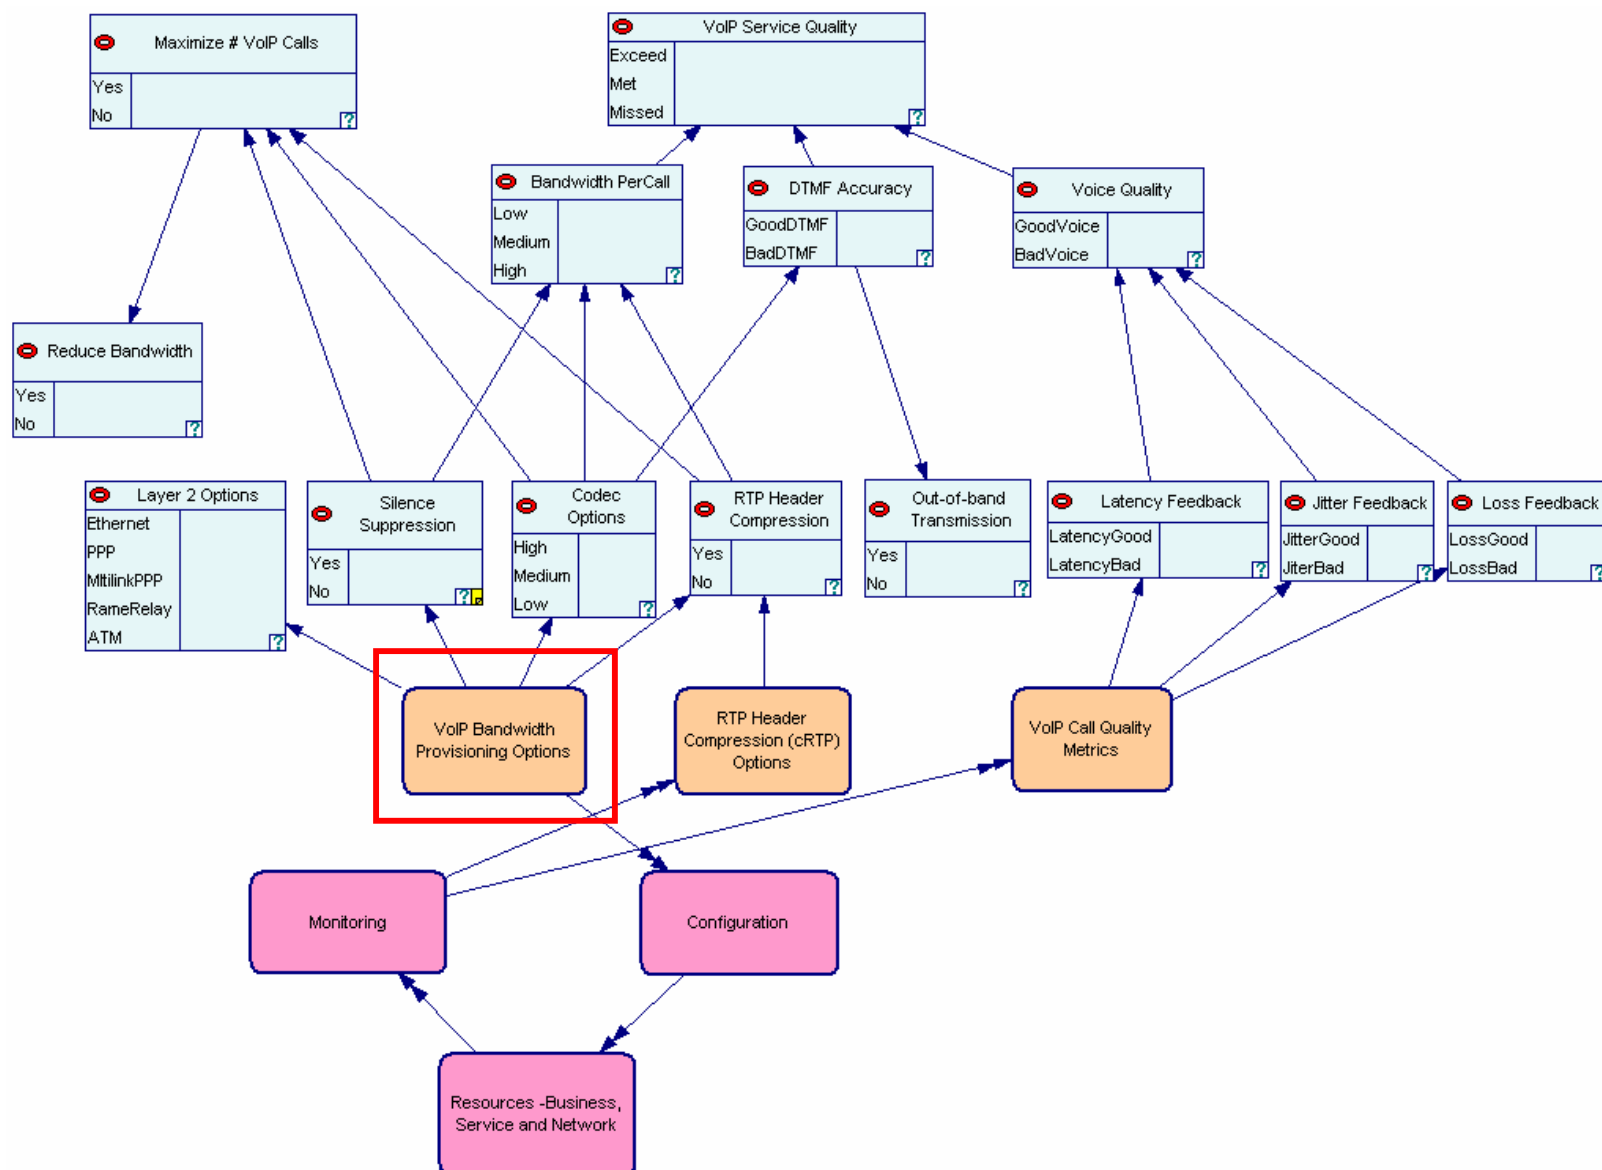 Maximize # VoIP Calls
Yes
No
?
VoIP Service Quality
Exceed
Met
Missed
?
Bandwidth PerCall
Low
Medium
High
?
DTMF Accuracy
GoodDTMF
BadDTMF
?
Voice Quality
GoodVoice
BadVoice
?
Reduce Bandwidth
Yes
No
?
Layer 2 Options
Ethernet
PPP
MltilinkPPP
RameRelay
ATM
?
Silence
Suppression
Yes
No
?
Codec
Options
High
Medium
Low
?
RTP Header
Compression
Yes
No
?
Out-of-band
Transmission
Yes
No
?
Latency Feedback
LatencyGood
LatencyBad
?
Jitter Feedback
JitterGood
JiterBad
?
Loss Feedback
LossGood
LossBad
?
VoIP Bandwidth
Provisioning Options
RTP Header
Compression (cRTP)
Options
VoIP Call Quality
Metrics
Monitoring
Configuration
Resources -Business,
Service and Network